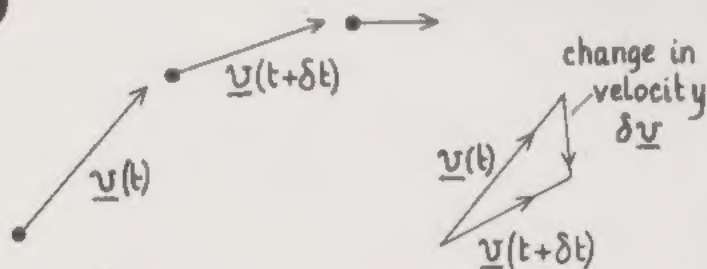 v(t+δt)
v(t)
change in
velocity
δv
v(t)
v(t+δt)